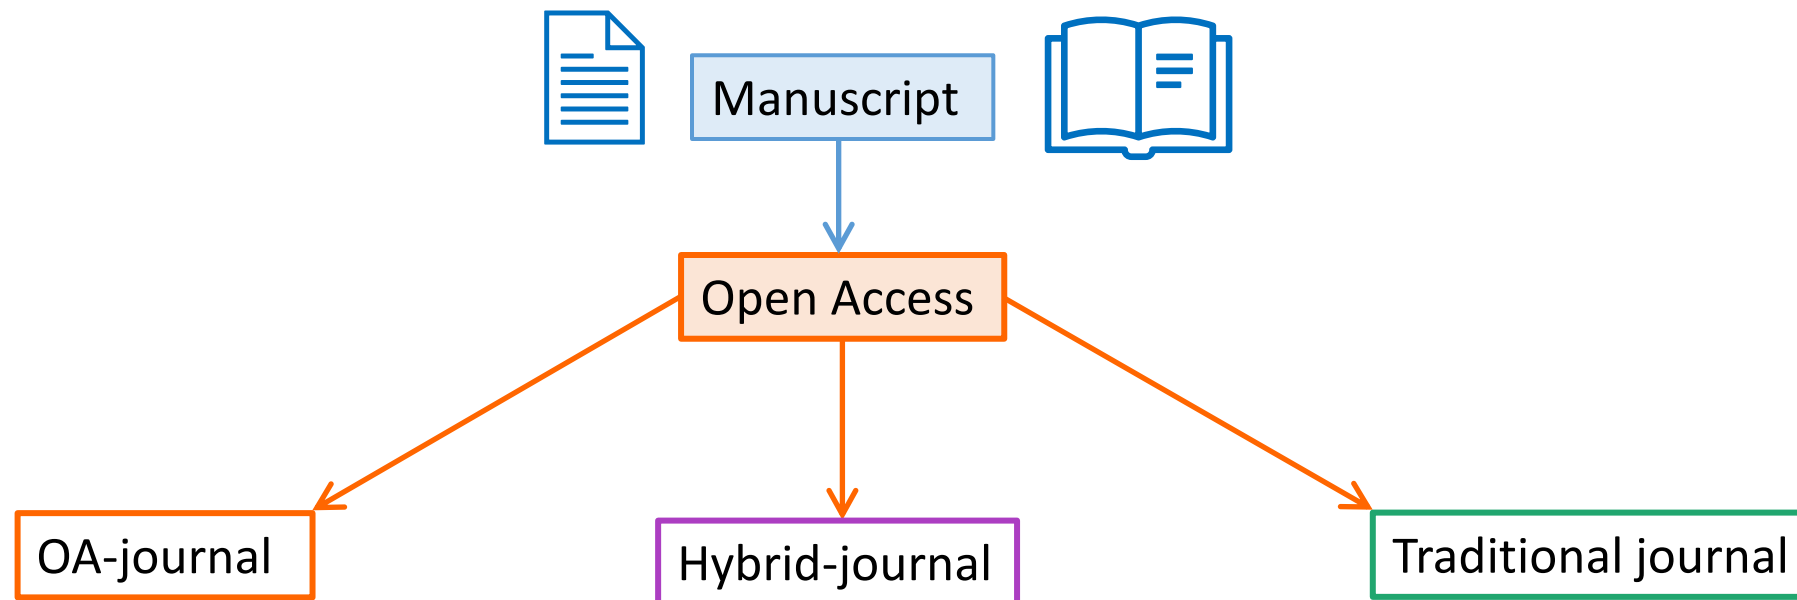 Manuscript
Open Access
OA-journal
Hybrid-journal
Traditional journal